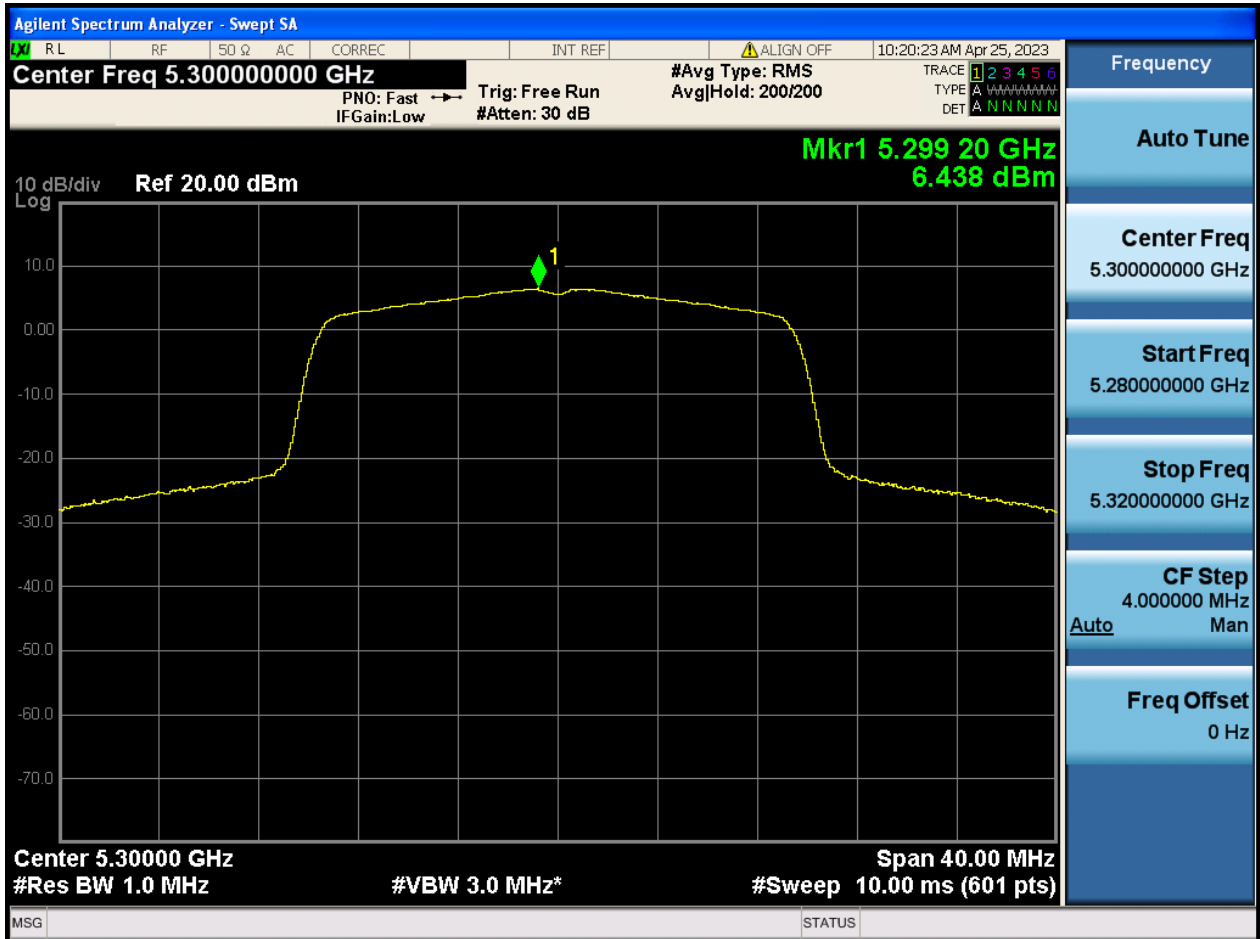 Agilent Spectrum Analyzer - Swept SA
LXI RL RF 50 Ω AC CORREC INT REF ALIGN OFF 10:20:23 AM Apr 25, 2023
Center Freq 5.300000000 GHz
PNO: Fast
IFGain:Low
Trig: Free Run
#Atten: 30 dB
#Avg Type: RMS
Avg|Hold: 200/200
TRACE 1 2 3 4 5 6
TYPE A WWWWW
DET A N N N N N
Mkr1 5.299 20 GHz
6.438 dBm
10 dB/div Ref 20.00 dBm
Log
1
10.0
0.00
-10.0
-20.0
-30.0
-40.0
-50.0
-60.0
-70.0
Center 5.30000 GHz Span 40.00 MHz
#Res BW 1.0 MHz #VBW 3.0 MHz* #Sweep 10.00 ms (601 pts)
MSG STATUS
Frequency
Auto Tune
Center Freq
5.300000000 GHz
Start Freq
5.280000000 GHz
Stop Freq
5.320000000 GHz
CF Step
4.000000 MHz
Auto Man
Freq Offset
0 Hz